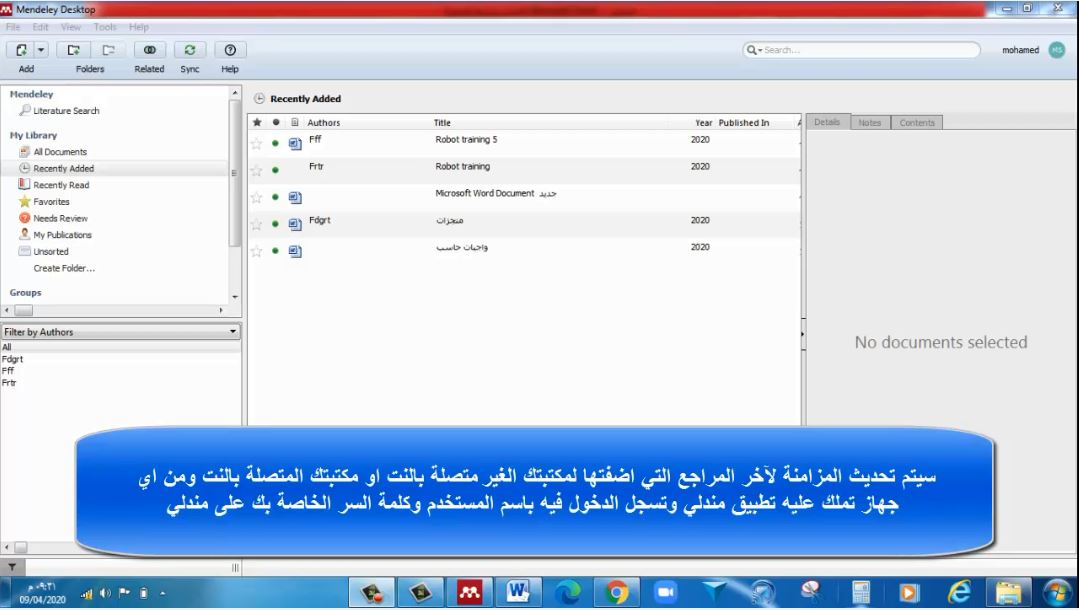 Mendeley Desktop
File Edit View Tools Help
Search...
mohamed MS
Add Folders Related Sync Help
Mendeley
Literature Search
My Library
All Documents
Recently Added
Recently Read
Favorites
Needs Review
My Publications
Unsorted
Create Folder...
Groups
Filter by Authors
All
Fdgrt
Fff
Frtr
Recently Added
Authors Title Year Published In A
Fff Robot training 5 2020
Frtr Robot training 2020
Microsoft Word Document جديد
Fdgrt منجزات 2020
واجبات حاسب 2020
Details Notes Contents
No documents selected
سيتم تحديث المزامنة لآخر المراجع التي اضفتها لمكتبتك الغير متصلة بالنت او مكتبتك المتصلة بالنت ومن اي
جهاز تملك عليه تطبيق مندلي وتسجل الدخول فيه باسم المستخدم وكلمة السر الخاصة بك على مندلي
٠٩:٣١ م
09/04/2020